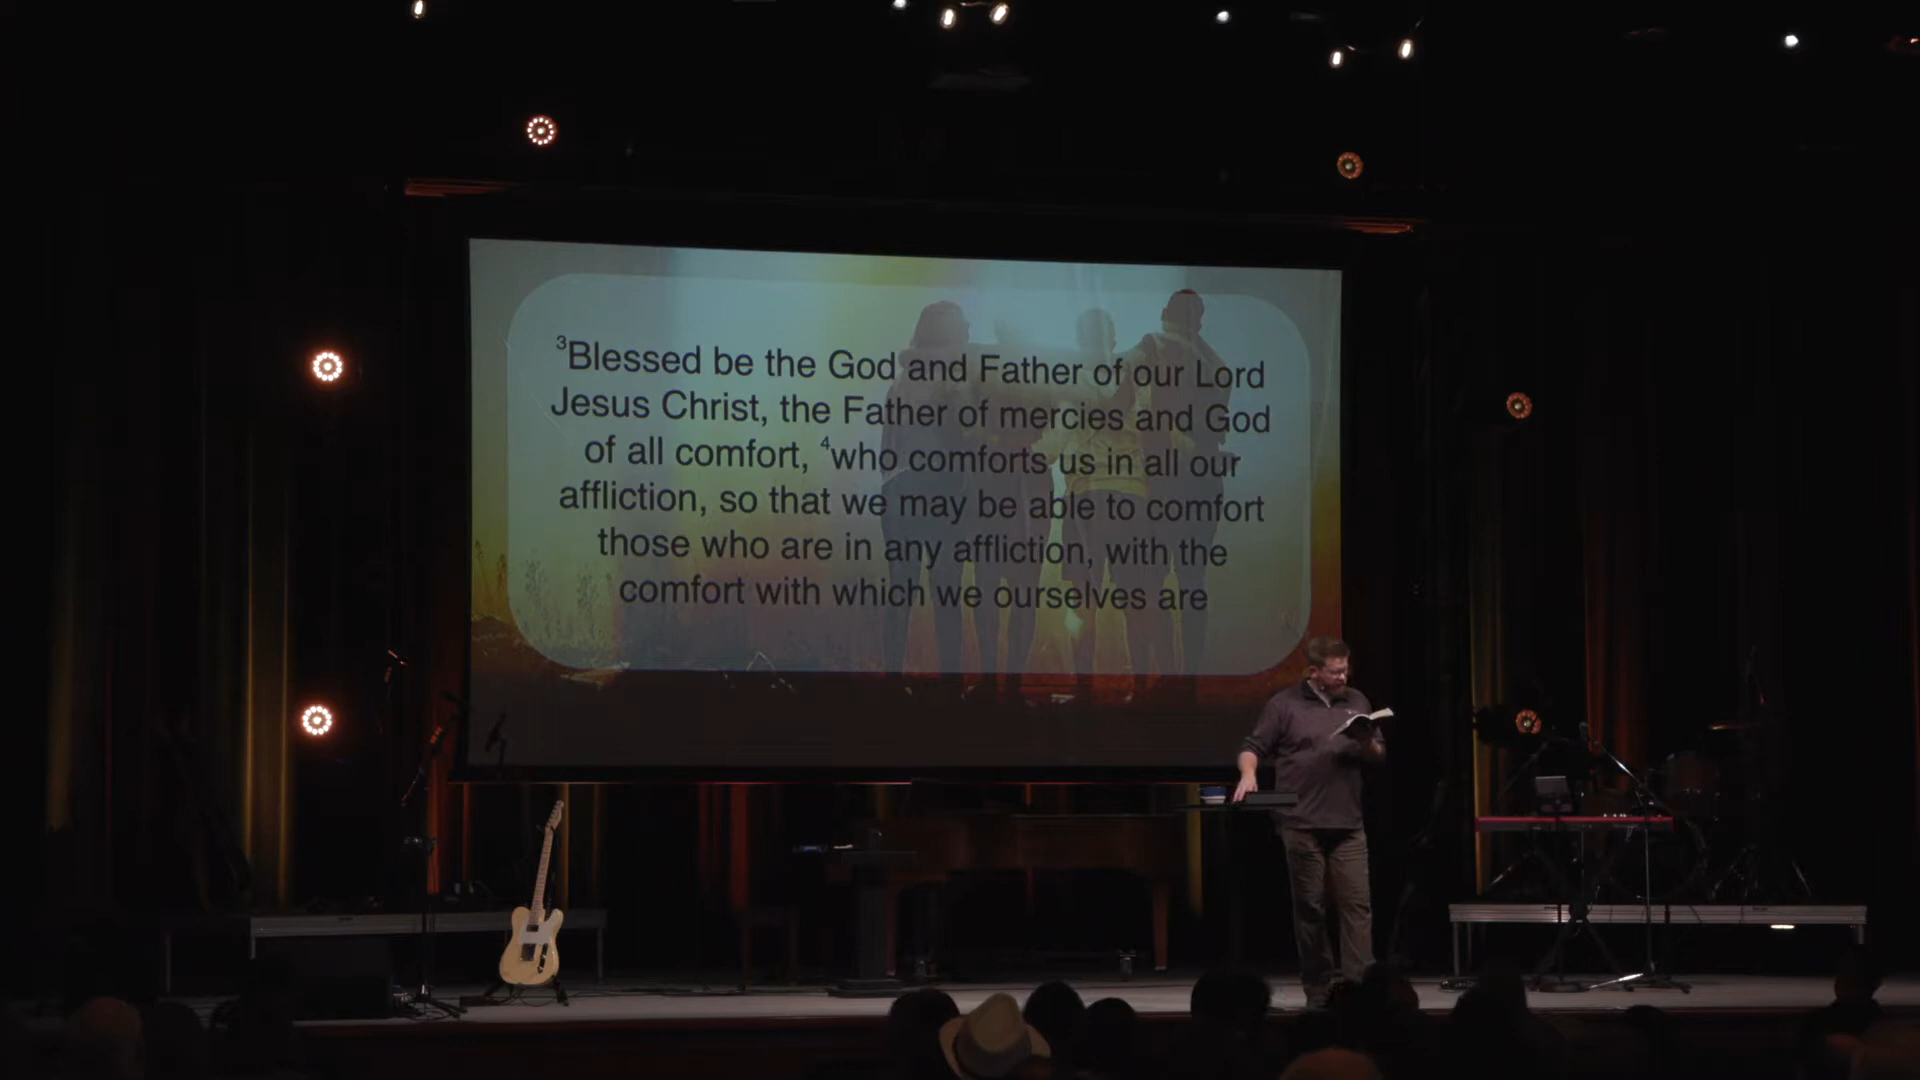 ³Blessed be the God and Father of our Lord
Jesus Christ, the Father of mercies and God
of all comfort, ⁴who comforts us in all our
affliction, so that we may be able to comfort
those who are in any affliction, with the
comfort with which we ourselves are